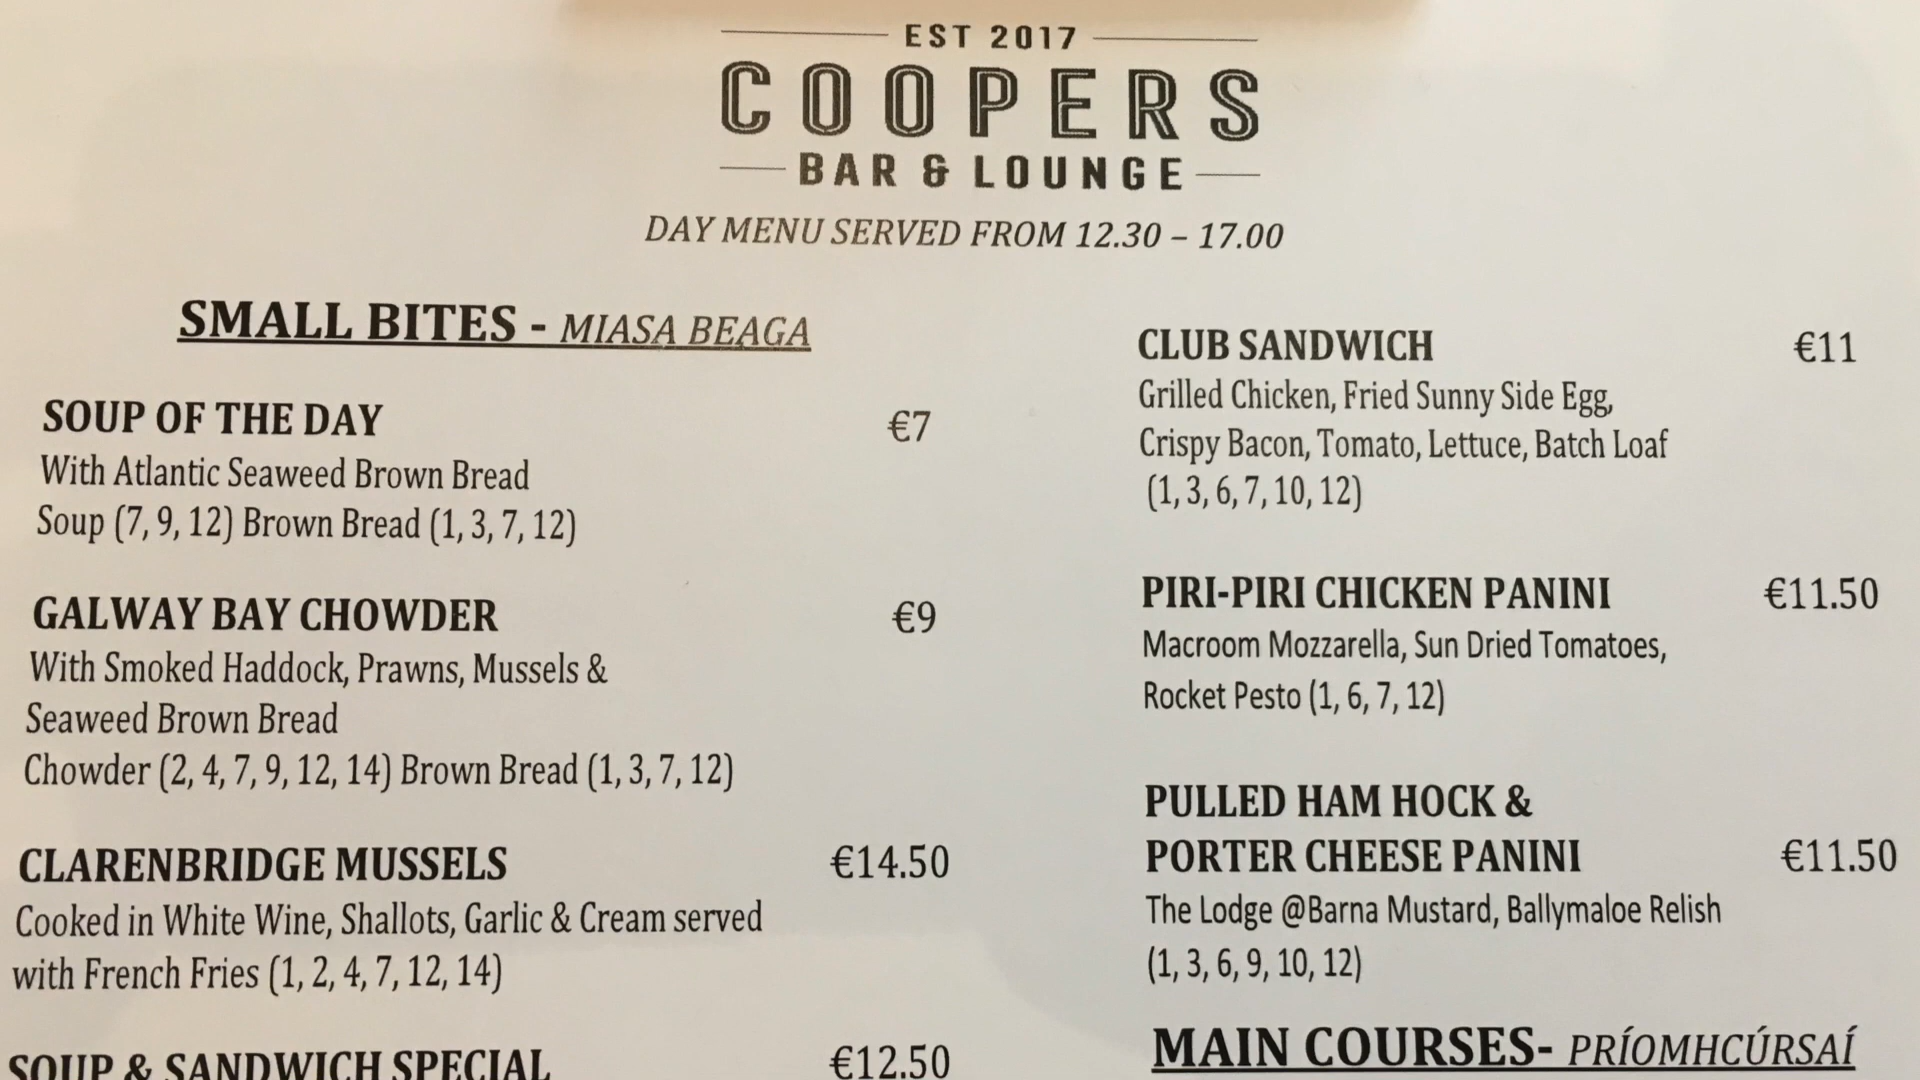 EST 2017
COOPERS
BAR & LOUNGE
DAY MENU SERVED FROM 12.30 – 17.00
SMALL BITES - MIASA BEAGA
SOUP OF THE DAY €7
With Atlantic Seaweed Brown Bread
Soup (7, 9, 12) Brown Bread (1, 3, 7, 12)
GALWAY BAY CHOWDER €9
With Smoked Haddock, Prawns, Mussels &
Seaweed Brown Bread
Chowder (2, 4, 7, 9, 12, 14) Brown Bread (1, 3, 7, 12)
CLARENBRIDGE MUSSELS €14.50
Cooked in White Wine, Shallots, Garlic & Cream served
with French Fries (1, 2, 4, 7, 12, 14)
SOUP & SANDWICH SPECIAL €12.50
CLUB SANDWICH €11
Grilled Chicken, Fried Sunny Side Egg,
Crispy Bacon, Tomato, Lettuce, Batch Loaf
(1, 3, 6, 7, 10, 12)
PIRI-PIRI CHICKEN PANINI €11.50
Macroom Mozzarella, Sun Dried Tomatoes,
Rocket Pesto (1, 6, 7, 12)
PULLED HAM HOCK &
PORTER CHEESE PANINI €11.50
The Lodge @Barna Mustard, Ballymaloe Relish
(1, 3, 6, 9, 10, 12)
MAIN COURSES- PRÍOMHCÚRSAÍ